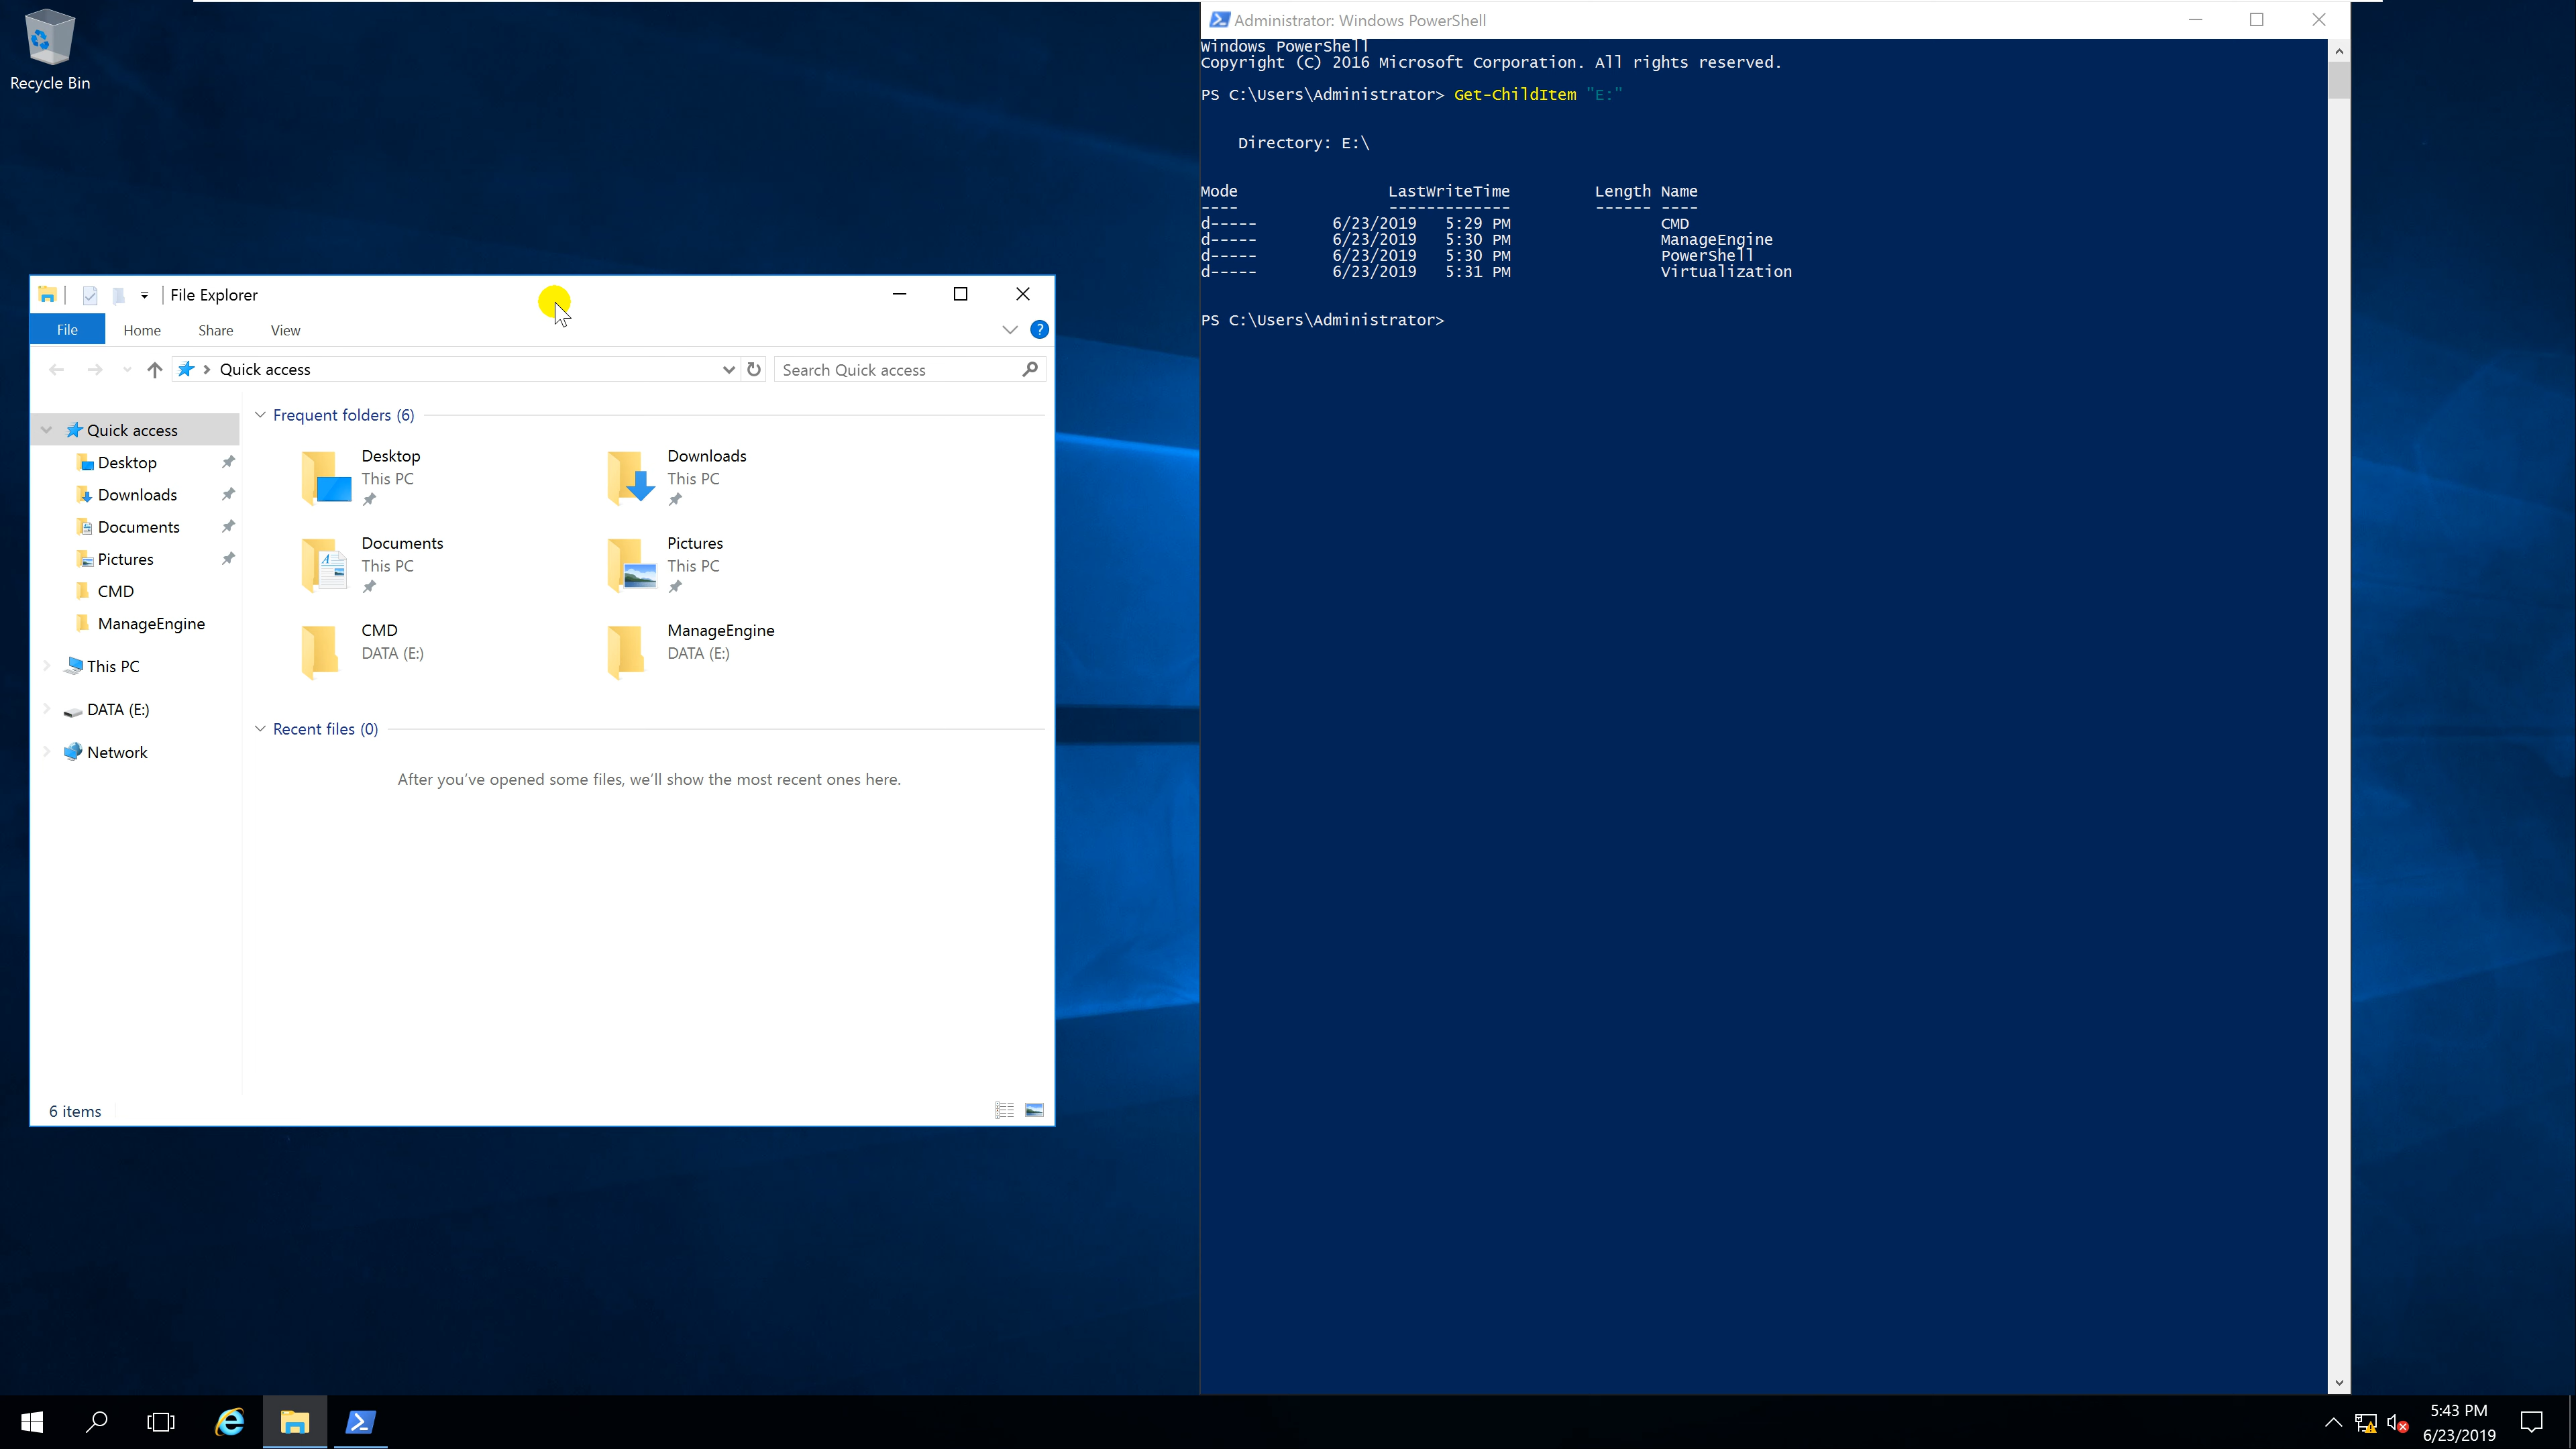 Recycle Bin
File Explorer
File Home Share View
Quick access
Search Quick access
Quick access
Desktop
Downloads
Documents
Pictures
CMD
ManageEngine
This PC
DATA (E:)
Network
Frequent folders (6)
Desktop
This PC
Downloads
This PC
Documents
This PC
Pictures
This PC
CMD
DATA (E:)
ManageEngine
DATA (E:)
Recent files (0)
After you've opened some files, we'll show the most recent ones here.
6 items
Administrator: Windows PowerShell
Windows PowerShell
Copyright (C) 2016 Microsoft Corporation. All rights reserved.
PS C:\Users\Administrator> Get-ChildItem "E:"
Directory: E:\
Mode LastWriteTime Length Name
---- ------------- ------ ----
d----- 6/23/2019 5:29 PM CMD
d----- 6/23/2019 5:30 PM ManageEngine
d----- 6/23/2019 5:30 PM PowerShell
d----- 6/23/2019 5:31 PM Virtualization
PS C:\Users\Administrator>
5:43 PM
6/23/2019